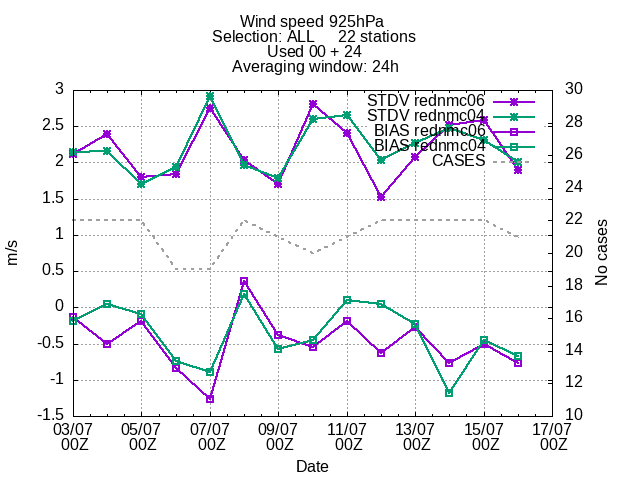 Wind speed 925hPa
Selection: ALL 22 stations
Used 00 + 24
Averaging window: 24h
STDV rednmc06
STDV rednmc04
BIAS rednmc06
BIAS rednmc04
CASES
3
2.5
2
1.5
1
0.5
0
-0.5
-1
-1.5
m/s
30
28
26
24
22
20
18
16
14
12
10
No cases
03/07 05/07 07/07 09/07 11/07 13/07 15/07 17/07
00Z 00Z 00Z 00Z 00Z 00Z 00Z 00Z
Date